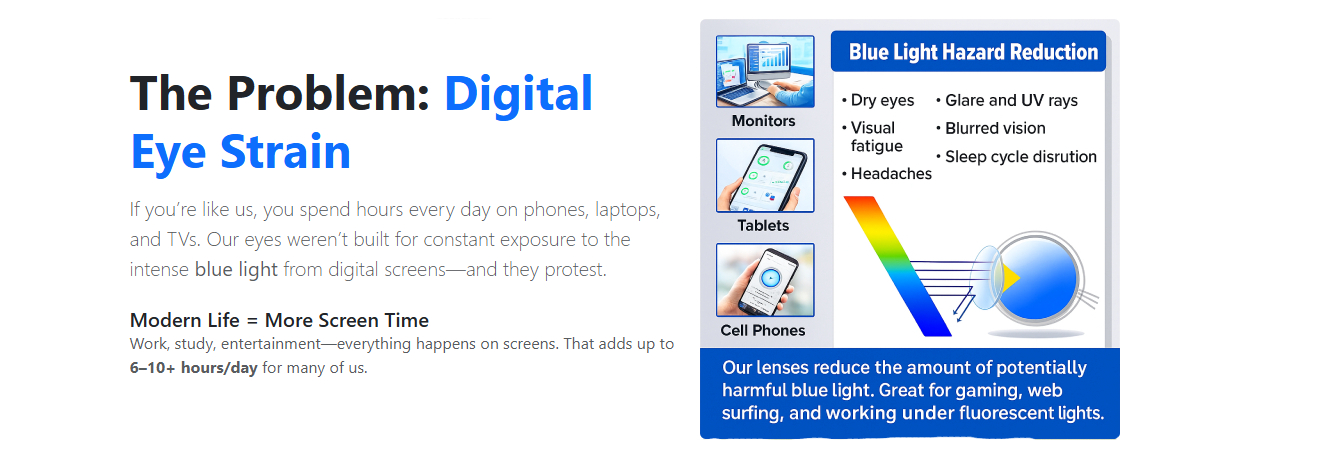 The Problem: Digital
Eye Strain
If you’re like us, you spend hours every day on phones, laptops,
and TVs. Our eyes weren’t built for constant exposure to the
intense blue light from digital screens—and they protest.
Modern Life = More Screen Time
Work, study, entertainment—everything happens on screens. That adds up to
6–10+ hours/day for many of us.
Monitors
Tablets
Cell Phones
Blue Light Hazard Reduction
• Dry eyes
• Visual
fatigue
• Headaches
• Glare and UV rays
• Blurred vision
• Sleep cycle disrution
Our lenses reduce the amount of potentially
harmful blue light. Great for gaming, web
surfing, and working under fluorescent lights.